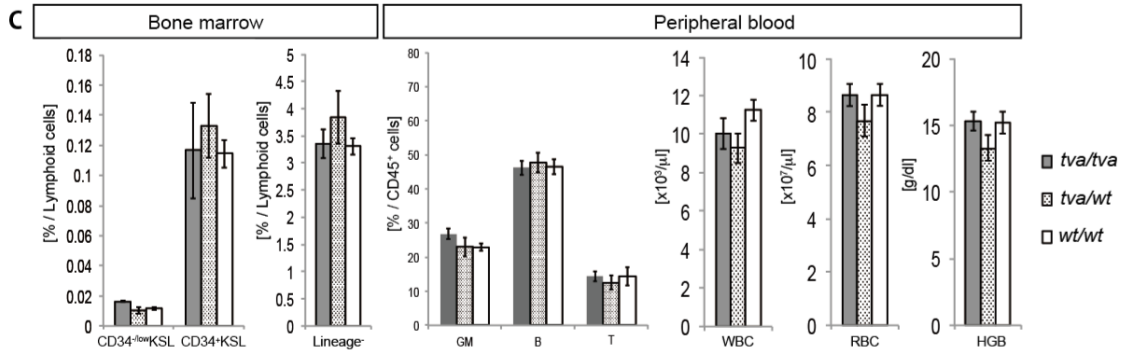 C
Bone marrow
Peripheral blood
[% / Lymphoid cells]
0.18
0.16
0.14
0.12
0.1
0.08
0.06
0.04
0.02
0
CD34⁻/ˡᵒʷKSL
CD34⁺KSL
[% / Lymphoid cells]
5
4.5
4
3.5
3
2.5
2
1.5
1
0.5
0
Lineage⁻
[% / CD45⁺ cells]
80
70
60
50
40
30
20
10
0
GM
B
T
[x10³/µl]
14
12
10
8
6
4
2
0
WBC
[x10⁷/µl]
10
8
6
4
2
0
RBC
[g/dl]
20
15
10
5
0
HGB
tva/tva
tva/wt
wt/wt